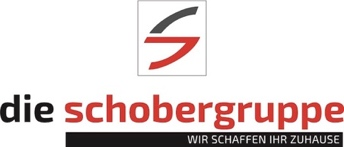 die schobergruppe
WIR SCHAFFEN IHR ZUHAUSE